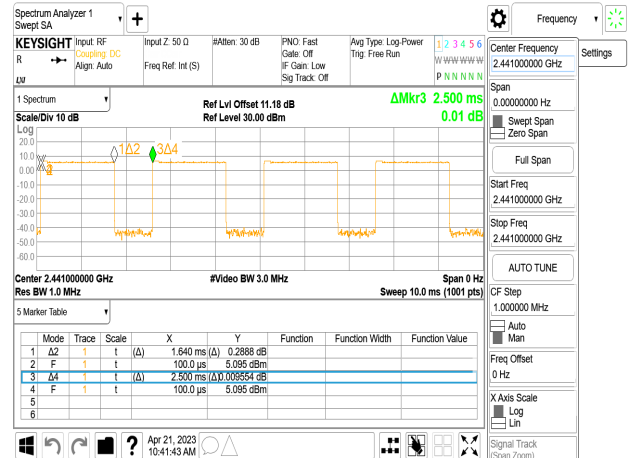 Spectrum Analyzer 1
Swept SA
Frequency
KEYSIGHT
R
Input: RF
Coupling: DC
Align: Auto
Input Z: 50 Ω
Freq Ref: Int (S)
#Atten: 30 dB
PNO: Fast
Gate: Off
IF Gain: Low
Sig Track: Off
Avg Type: Log-Power
Trig: Free Run
1 2 3 4 5 6
W W W W W W
P N N N N N
1 Spectrum
Scale/Div 10 dB
Ref Lvl Offset 11.18 dB
Ref Level 30.00 dBm
ΔMkr3 2.500 ms
0.01 dB
Log
20.0
10.0
0.00
-10.0
-20.0
-30.0
-40.0
-50.0
-60.0
1Δ2
3Δ4
Center 2.441000000 GHz
Res BW 1.0 MHz
#Video BW 3.0 MHz
Span 0 Hz
Sweep 10.0 ms (1001 pts)
5 Marker Table
Mode Trace Scale X Y Function Function Width Function Value
1 Δ2 1 t (Δ) 1.640 ms (Δ) 0.2888 dB
2 F 1 t 100.0 µs 5.095 dBm
3 Δ4 1 t (Δ) 2.500 ms (Δ)0.009554 dB
4 F 1 t 100.0 µs 5.095 dBm
5
6
?
Apr 21, 2023
10:41:43 AM
Center Frequency
2.441000000 GHz
Settings
Span
0.00000000 Hz
Swept Span
Zero Span
Full Span
Start Freq
2.441000000 GHz
Stop Freq
2.441000000 GHz
AUTO TUNE
CF Step
1.000000 MHz
Auto
Man
Freq Offset
0 Hz
X Axis Scale
Log
Lin
Signal Track
(Span Zoom)